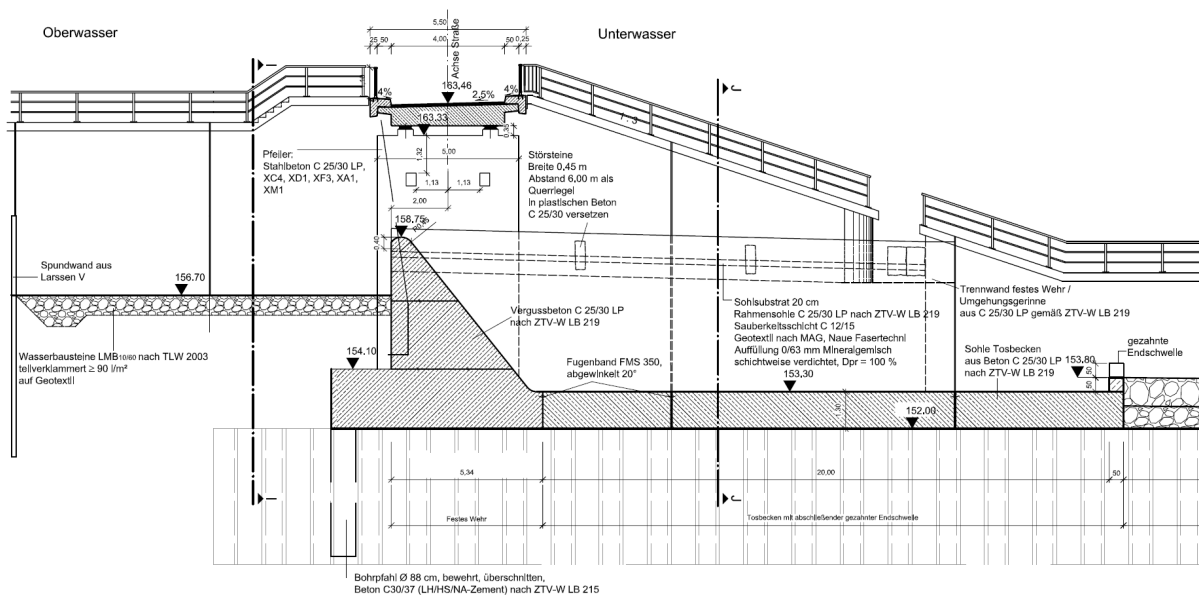 Oberwasser
Unterwasser
5,50
25
50
4,00
50
0,25
Achse Straße
4%
163,46
2,5%
4%
163,33
0,35
1 : 3
Pfeiler:
Stahlbeton C 25/30 LP,
XC4, XD1, XF3, XA1,
XM1
1,32
5,00
1,13
1,13
2,00
Störsteine
Breite 0,45 m
Abstand 6,00 m als
Querriegel
in plastischen Beton
C 25/30 versetzen
158,75
0,40
Spundwand aus
Larssen V
156.70
Trennwand festes Wehr /
Umgehungsgerinne
aus C 25/30 LP gemäß ZTV-W LB 219
Sohlsubstrat 20 cm
Rahmensohle C 25/30 LP nach ZTV-W LB 219
Sauberkeitsschicht C 12/15
Geotextil nach MAG, Naue Fasertechni
Auffüllung 0/63 mm Mineralgemisch
schichtweise verdichtet, Dpr = 100 %
Vergussbeton C 25/30 LP
nach ZTV-W LB 219
Wasserbausteine LMB10/60 nach TLW 2003
teilverklammert ≥ 90 l/m²
auf Geotextil
154.10
Fugenband FMS 350,
abgewinkelt 20°
153,30
Sohle Tosbecken
aus Beton C 25/30 LP
nach ZTV-W LB 219
153,80
gezahnte
Endschwelle
50
50
1,30
152,00
5,34
20,00
50
Festes Wehr
Tosbecken mit abschließender gezahnter Endschwelle
I
I
J
J
Bohrpfahl Ø 88 cm, bewehrt, überschnitten,
Beton C30/37 (LH/HS/NA-Zement) nach ZTV-W LB 215